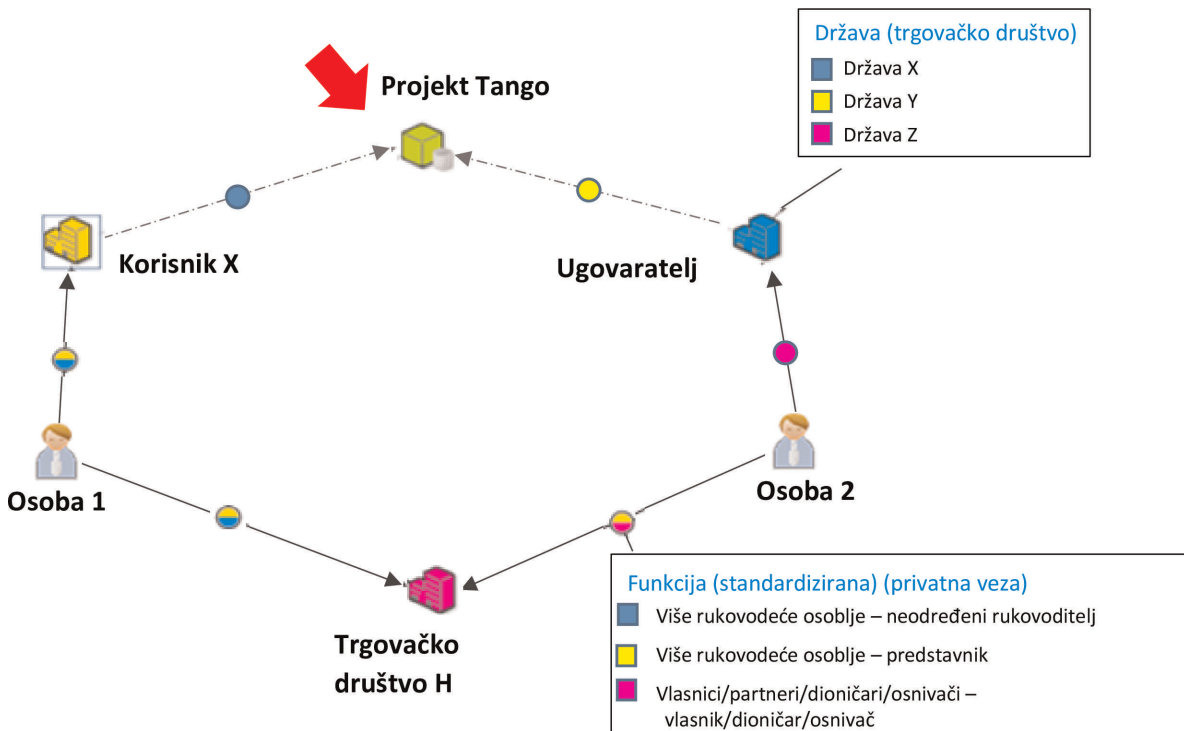 Država (trgovačko društvo)
Država X
Država Y
Država Z
Projekt Tango
Korisnik X
Ugovaratelj
Osoba 1
Osoba 2
Trgovačko
društvo H
Funkcija (standardizirana) (privatna veza)
Više rukovodeće osoblje – neodređeni rukovoditelj
Više rukovodeće osoblje – predstavnik
Vlasnici/partneri/dioničari/osnivači –
vlasnik/dioničar/osnivač